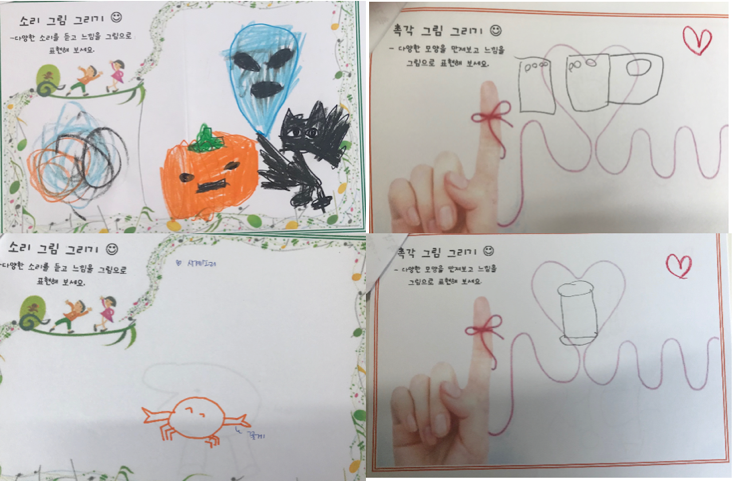 소리 그림 그리기
-다양한 소리를 듣고 느낌을 그림으로
표현해 보세요.
촉각 그림 그리기
- 다양한 모양을 만져보고 느낌을
그림으로 표현해 보세요.
소리 그림 그리기
-다양한 소리를 듣고 느낌을 그림으로
표현해 보세요.
촉각 그림 그리기
- 다양한 모양을 만져보고 느낌을
그림으로 표현해 보세요.